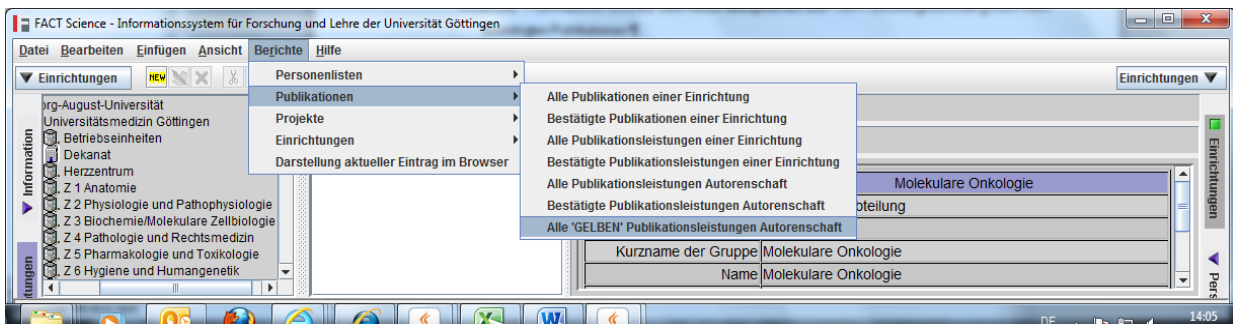 FACT Science - Informationssystem für Forschung und Lehre der Universität Göttingen
Datei Bearbeiten Einfügen Ansicht Berichte Hilfe
Einrichtungen
NEW
Einrichtungen
Personenlisten
Publikationen
Projekte
Einrichtungen
Darstellung aktueller Eintrag im Browser
Alle Publikationen einer Einrichtung
Bestätigte Publikationen einer Einrichtung
Alle Publikationsleistungen einer Einrichtung
Bestätigte Publikationsleistungen einer Einrichtung
Alle Publikationsleistungen Autorenschaft
Bestätigte Publikationsleistungen Autorenschaft
Alle 'GELBEN' Publikationsleistungen Autorenschaft
Information
org-August-Universität
Universitätsmedizin Göttingen
Betriebseinheiten
Dekanat
Herzzentrum
Z 1 Anatomie
Z 2 Physiologie und Pathophysiologie
Z 3 Biochemie/Molekulare Zellbiologie
Z 4 Pathologie und Rechtsmedizin
Z 5 Pharmakologie und Toxikologie
Z 6 Hygiene und Humangenetik
Molekulare Onkologie
Kurzname der Gruppe Molekulare Onkologie
Name Molekulare Onkologie
Einrichtungen
Pers
DE
14:05